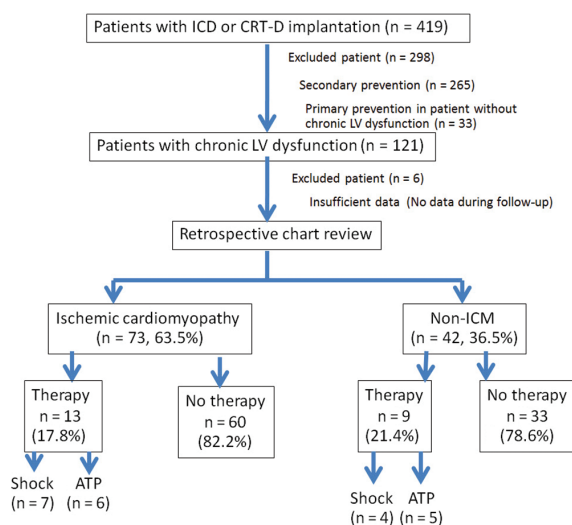 Patients with ICD or CRT-D implantation (n = 419)
Excluded patient (n = 298)
Secondary prevention (n = 265)
Primary prevention in patient without
chronic LV dysfunction (n = 33)
Patients with chronic LV dysfunction (n = 121)
Excluded patient (n = 6)
Insufficient data (No data during follow-up)
Retrospective chart review
Ischemic cardiomyopathy
(n = 73, 63.5%)
Non-ICM
(n = 42, 36.5%)
Therapy
n = 13
(17.8%)
No therapy
n = 60
(82.2%)
Therapy
n = 9
(21.4%)
No therapy
n = 33
(78.6%)
Shock
(n = 7)
ATP
(n = 6)
Shock
(n = 4)
ATP
(n = 5)